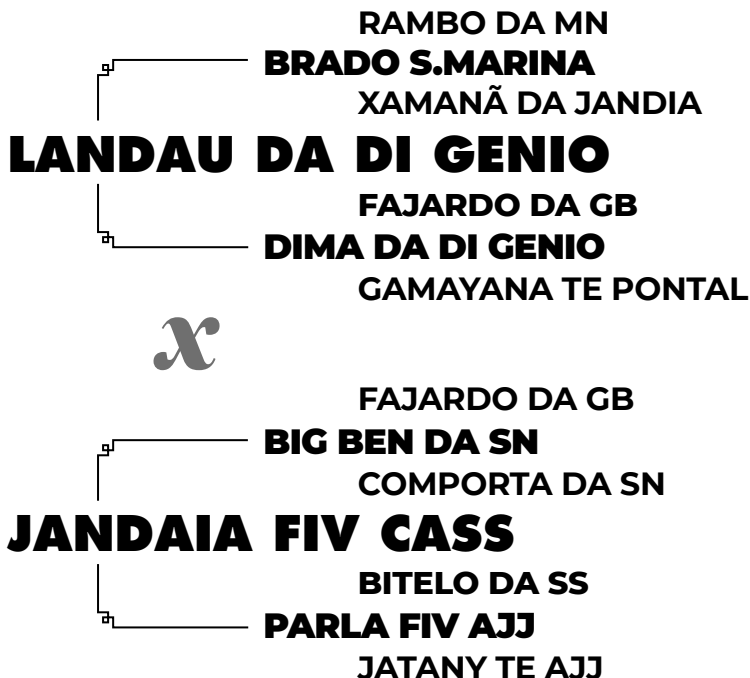 RAMBO DA MN
BRADO S.MARINA
XAMANÃ DA JANDIA
LANDAU DA DI GENIO
FAJARDO DA GB
DIMA DA DI GENIO
GAMAYANA TE PONTAL
x
FAJARDO DA GB
BIG BEN DA SN
COMPORTA DA SN
JANDAIA FIV CASS
BITELO DA SS
PARLA FIV AJJ
JATANY TE AJJ